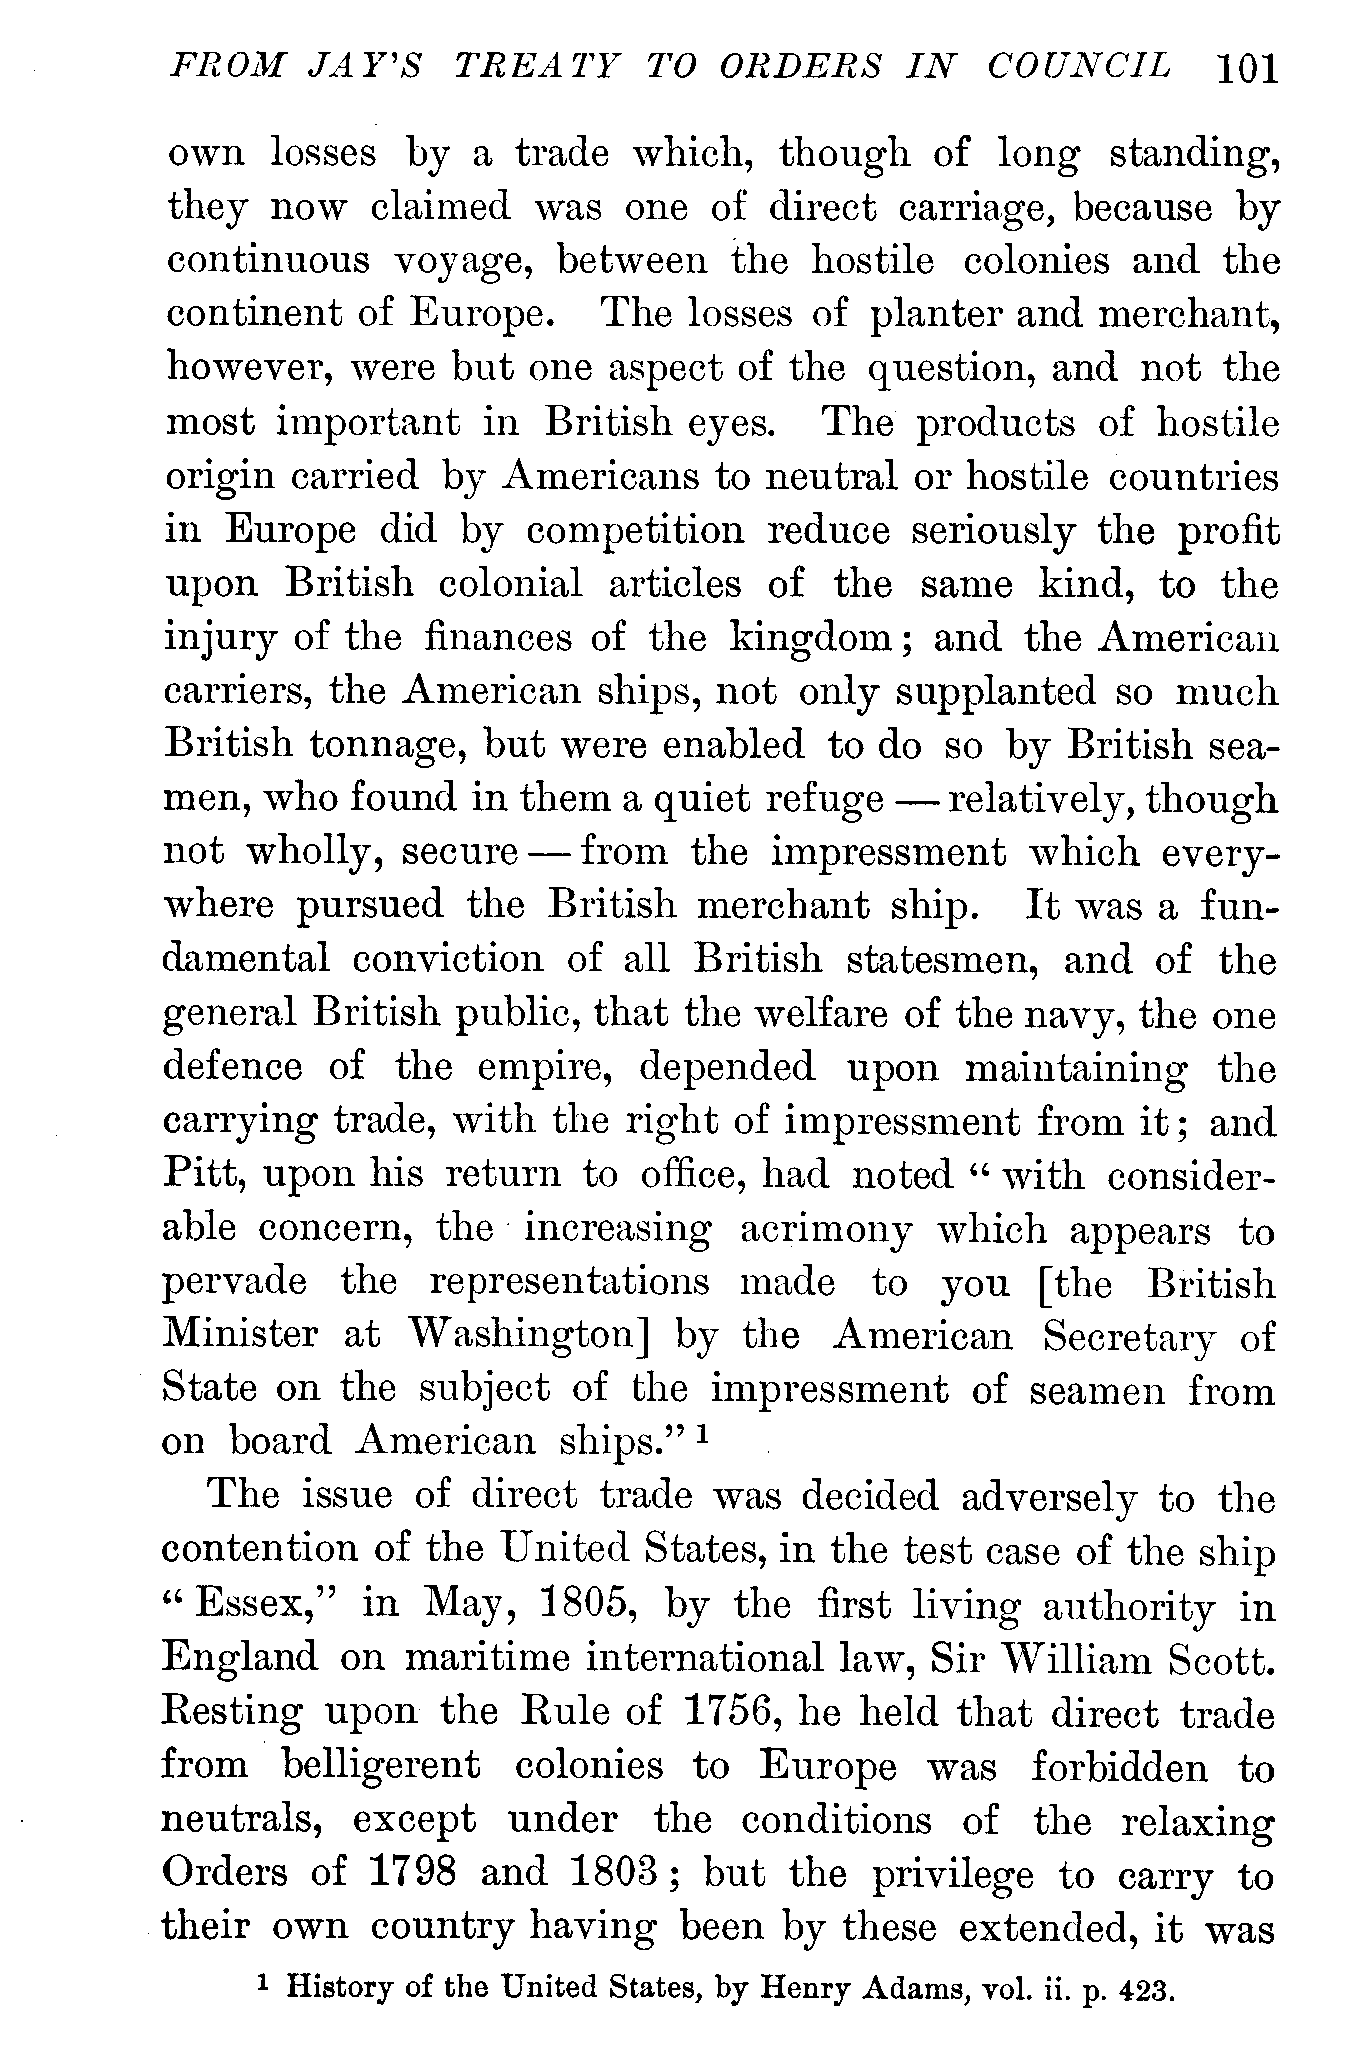 FROM JAY'S TREATY TO ORDERS IN COUNCIL 101
own losses by a trade which, though of long standing,
they now claimed was one of direct carriage, because by
continuous voyage, between the hostile colonies and the
continent of Europe. The losses of planter and merchant,
however, were but one aspect of the question, and not the
most important in British eyes. The products of hostile
origin carried by Americans to neutral or hostile countries
in Europe did by competition reduce seriously the profit
upon British colonial articles of the same kind, to the
injury of the finances of the kingdom; and the American
carriers, the American ships, not only supplanted so much
British tonnage, but were enabled to do so by British sea-
men, who found in them a quiet refuge — relatively, though
not wholly, secure — from the impressment which every-
where pursued the British merchant ship. It was a fun-
damental conviction of all British statesmen, and of the
general British public, that the welfare of the navy, the one
defence of the empire, depended upon maintaining the
carrying trade, with the right of impressment from it; and
Pitt, upon his return to office, had noted “with consider-
able concern, the increasing acrimony which appears to
pervade the representations made to you [the British
Minister at Washington] by the American Secretary of
State on the subject of the impressment of seamen from
on board American ships.” 1
The issue of direct trade was decided adversely to the
contention of the United States, in the test case of the ship
“Essex,” in May, 1805, by the first living authority in
England on maritime international law, Sir William Scott.
Resting upon the Rule of 1756, he held that direct trade
from belligerent colonies to Europe was forbidden to
neutrals, except under the conditions of the relaxing
Orders of 1798 and 1803; but the privilege to carry to
their own country having been by these extended, it was
1 History of the United States, by Henry Adams, vol. ii. p. 423.